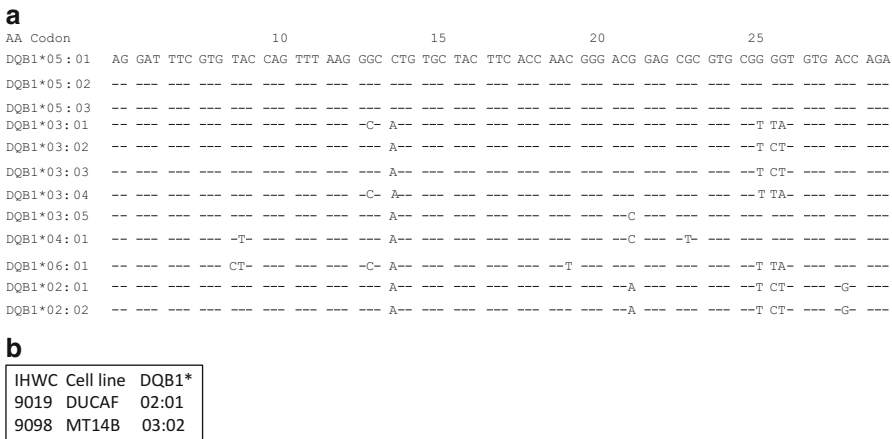 a
AA Codon 10 15 20 25
DQB1*05:01 AG GAT TTC GTG TAC CAG TTT AAG GGC CTG TGC TAC TTC ACC AAC GGG ACG GAG CGC GTG CGG GGT GTG ACC AGA
DQB1*05:02 -- --- --- --- --- --- --- --- --- --- --- --- --- --- --- --- --- --- --- --- --- --- --- --- ---
DQB1*05:03 -- --- --- --- --- --- --- --- --- --- --- --- --- --- --- --- --- --- --- --- --- --- --- --- ---
DQB1*03:01 -- --- --- --- --- --- --- --- -C- A-- --- --- --- --- --- --- --- --- --- --- --T TA- --- --- ---
DQB1*03:02 -- --- --- --- --- --- --- --- --- A-- --- --- --- --- --- --- --- --- --- --- --T CT- --- --- ---
DQB1*03:03 -- --- --- --- --- --- --- --- --- A-- --- --- --- --- --- --- --- --- --- --- --T CT- --- --- ---
DQB1*03:04 -- --- --- --- --- --- --- --- -C- A-- --- --- --- --- --- --- --- --- --- --- --T TA- --- --- ---
DQB1*03:05 -- --- --- --- --- --- --- --- --- A-- --- --- --- --- --- --- --C --- --- --- --- --- --- --- ---
DQB1*04:01 -- --- --- --- -T- --- --- --- --- A-- --- --- --- --- --- --- --C --- -T- --- --- --- --- --- ---
DQB1*06:01 -- --- --- --- CT- --- --- --- -C- A-- --- --- --- --- --T --- --- --- --- --- --T TA- --- --- ---
DQB1*02:01 -- --- --- --- --- --- --- --- --- A-- --- --- --- --- --- --- --A --- --- --- --T CT- --- -G- ---
DQB1*02:02 -- --- --- --- --- --- --- --- --- A-- --- --- --- --- --- --- --A --- --- --- --T CT- --- -G- ---
b
IHWC Cell line DQB1*
9019 DUCAF 02:01
9098 MT14B 03:02